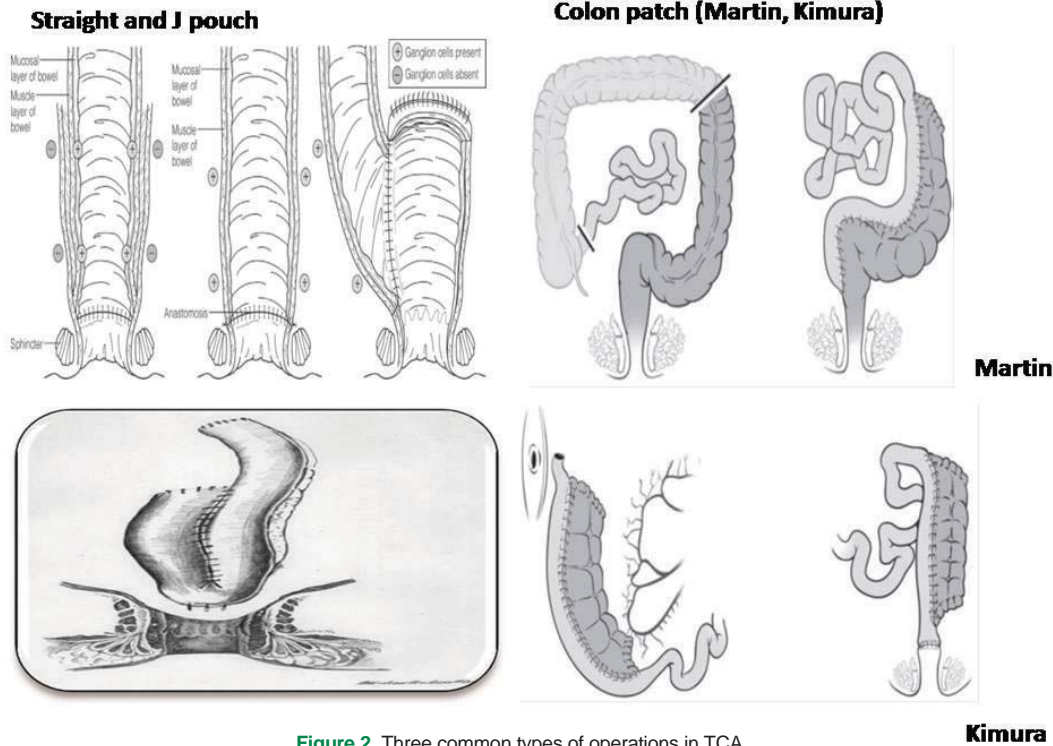 Straight and J pouch
Mucosal
layer of bowel
Muscle
layer of
bowel
Sphincter
Mucosal
layer of
bowel
Muscle
layer of
bowel
Anastomosis
+ Ganglion cells present
− Ganglion cells absent
Colon patch (Martin, Kimura)
Martin
Kimura
Figure 2. Three common types of operations in TCA